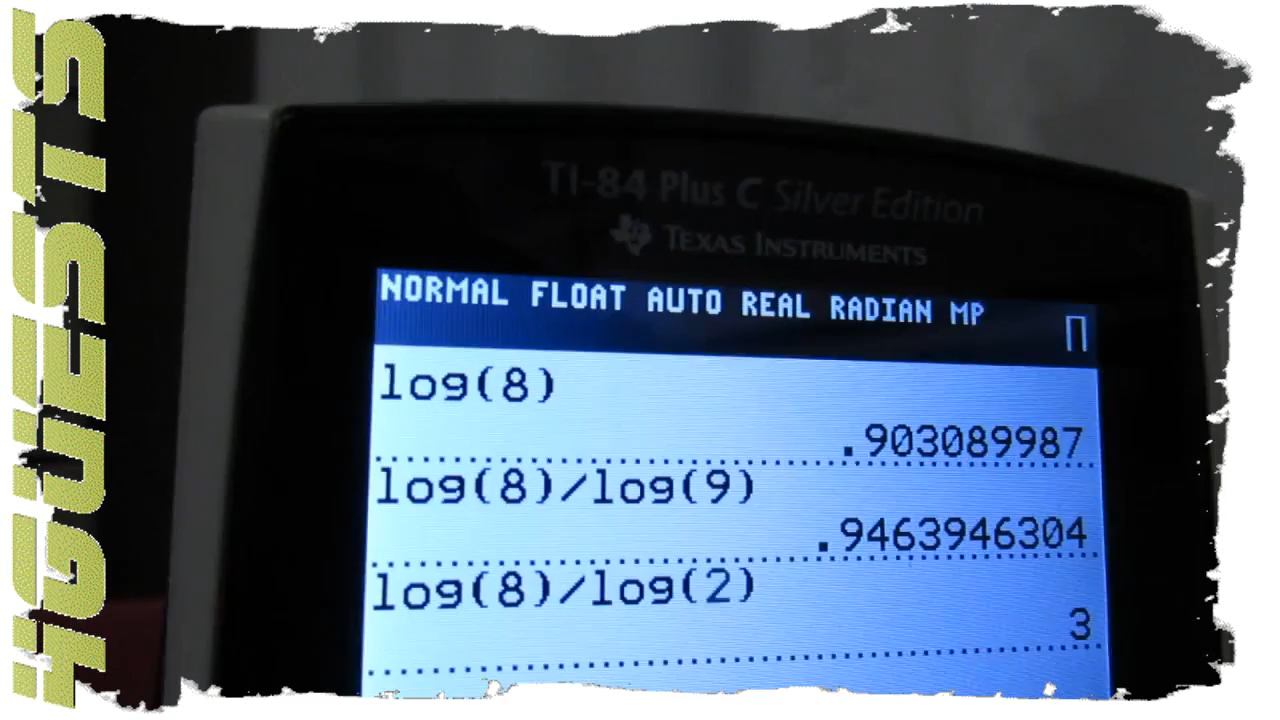 4GUESTS
TI-84 Plus C Silver Edition
TEXAS INSTRUMENTS
NORMAL FLOAT AUTO REAL RADIAN MP
log(8)
.903089987
log(8)/log(9)
.9463946304
log(8)/log(2)
3